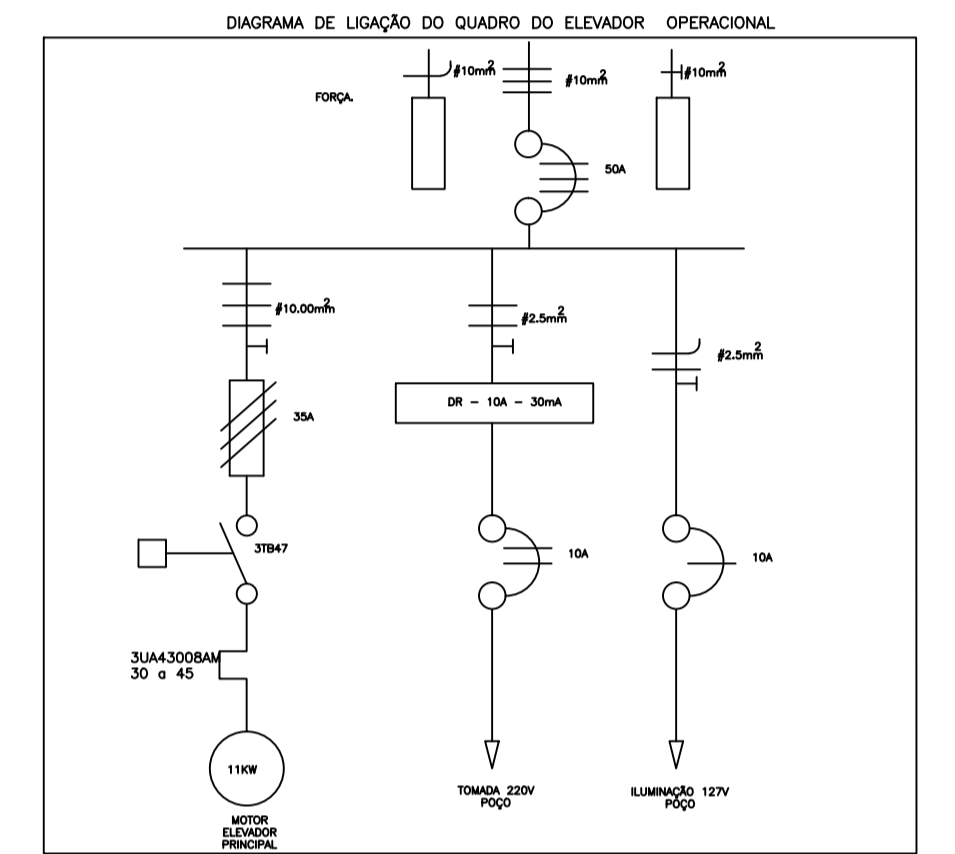 DIAGRAMA DE LIGAÇÃO DO QUADRO DO ELEVADOR OPERACIONAL
#10mm²
#10mm²
#10mm²
FORÇA.
50A
#10.00mm²
#2.5mm²
#2.5mm²
DR - 10A - 30mA
35A
3TB47
10A
10A
3UA43008AM
30 a 45
11KW
TOMADA 220V
POÇO
ILUMINAÇÃO 127V
POÇO
MOTOR
ELEVADOR
PRINCIPAL